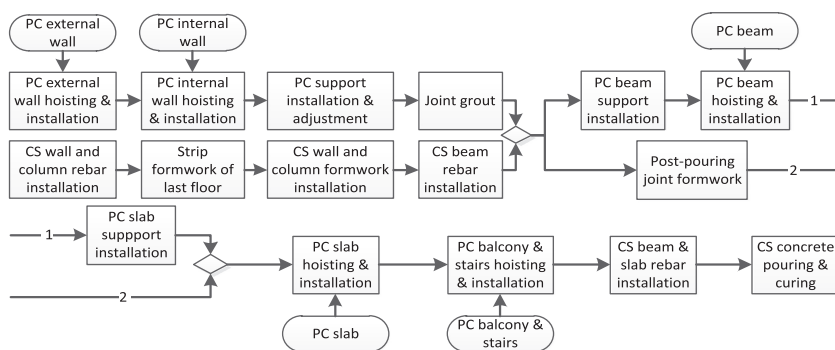 PC external
wall
PC internal
wall
PC beam
PC external
wall hoisting &
installation
PC internal
wall hoisting
& installation
PC support
installation &
adjustment
Joint grout
PC beam
support
installation
PC beam
hoisting &
installation
1
CS wall and
column rebar
installation
Strip
formwork of
last floor
CS wall and
column formwork
installation
CS beam
rebar
installation
Post-pouring
joint formwork
2
1
PC slab
suppport
installation
2
PC slab
hoisting &
installation
PC balcony &
stairs hoisting
& installation
CS beam &
slab rebar
installation
CS concrete
pouring &
curing
PC slab
PC balcony &
stairs